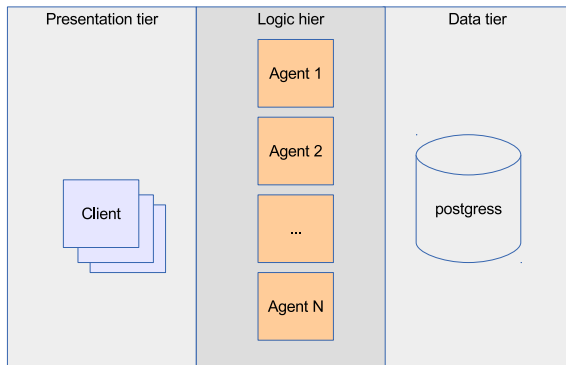 Presentation tier
Logic hier
Data tier
Agent 1
Agent 2
Client
...
postgress
Agent N